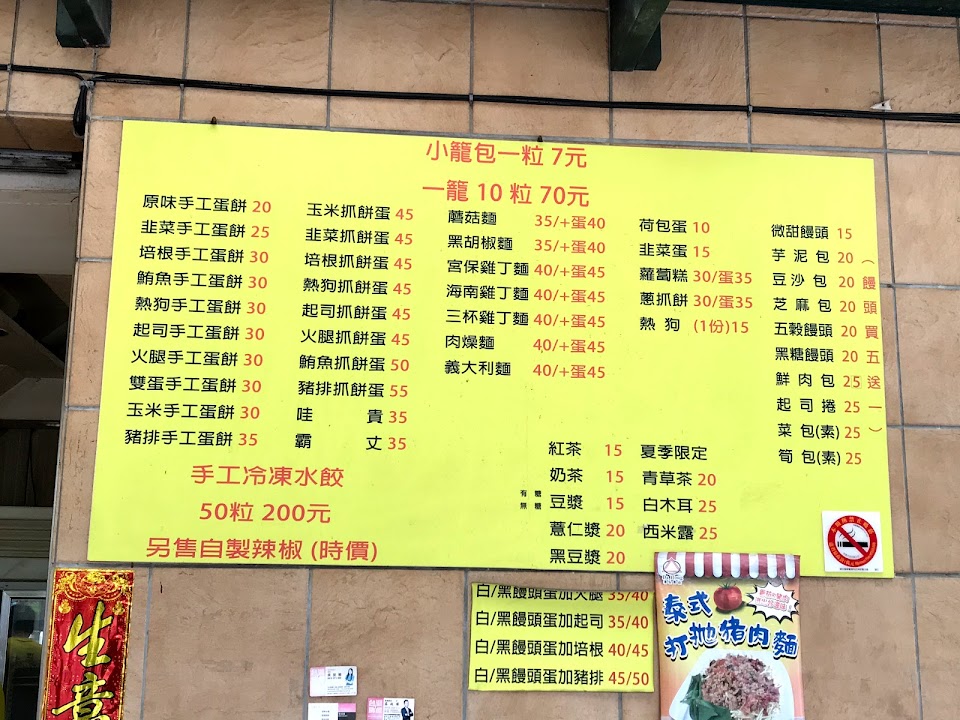 小籠包一粒 7元
一籠 10 粒 70元
原味手工蛋餅 20
韭菜手工蛋餅 25
培根手工蛋餅 30
鮪魚手工蛋餅 30
熱狗手工蛋餅 30
起司手工蛋餅 30
火腿手工蛋餅 30
雙蛋手工蛋餅 30
玉米手工蛋餅 30
豬排手工蛋餅 35
玉米抓餅蛋 45
韭菜抓餅蛋 45
培根抓餅蛋 45
熱狗抓餅蛋 45
起司抓餅蛋 45
火腿抓餅蛋 45
鮪魚抓餅蛋 50
豬排抓餅蛋 55
哇 貴 35
霸 丈 35
蘑菇麵 35/+蛋40
黑胡椒麵 35/+蛋40
宮保雞丁麵 40/+蛋45
海南雞丁麵 40/+蛋45
三杯雞丁麵 40/+蛋45
肉燥麵 40/+蛋45
義大利麵 40/+蛋45
荷包蛋 10
韭菜蛋 15
蘿蔔糕 30/蛋35
蔥抓餅 30/蛋35
熱狗 (1份)15
微甜饅頭 15
芋泥包 20
豆沙包 20
芝麻包 20
五穀饅頭 20
黑糖饅頭 20
鮮肉包 25
起司捲 25
菜包(素) 25
筍包(素) 25
(饅頭買五送一)
手工冷凍水餃
50粒 200元
另售自製辣椒 (時價)
紅茶 15
奶茶 15
有糖
無糖
豆漿 15
薏仁漿 20
黑豆漿 20
夏季限定
青草茶 20
白木耳 25
西米露 25
白/黑饅頭蛋加火腿 35/40
白/黑饅頭蛋加起司 35/40
白/黑饅頭蛋加培根 40/45
白/黑饅頭蛋加豬排 45/50
泰式
打拋豬肉麵
生意